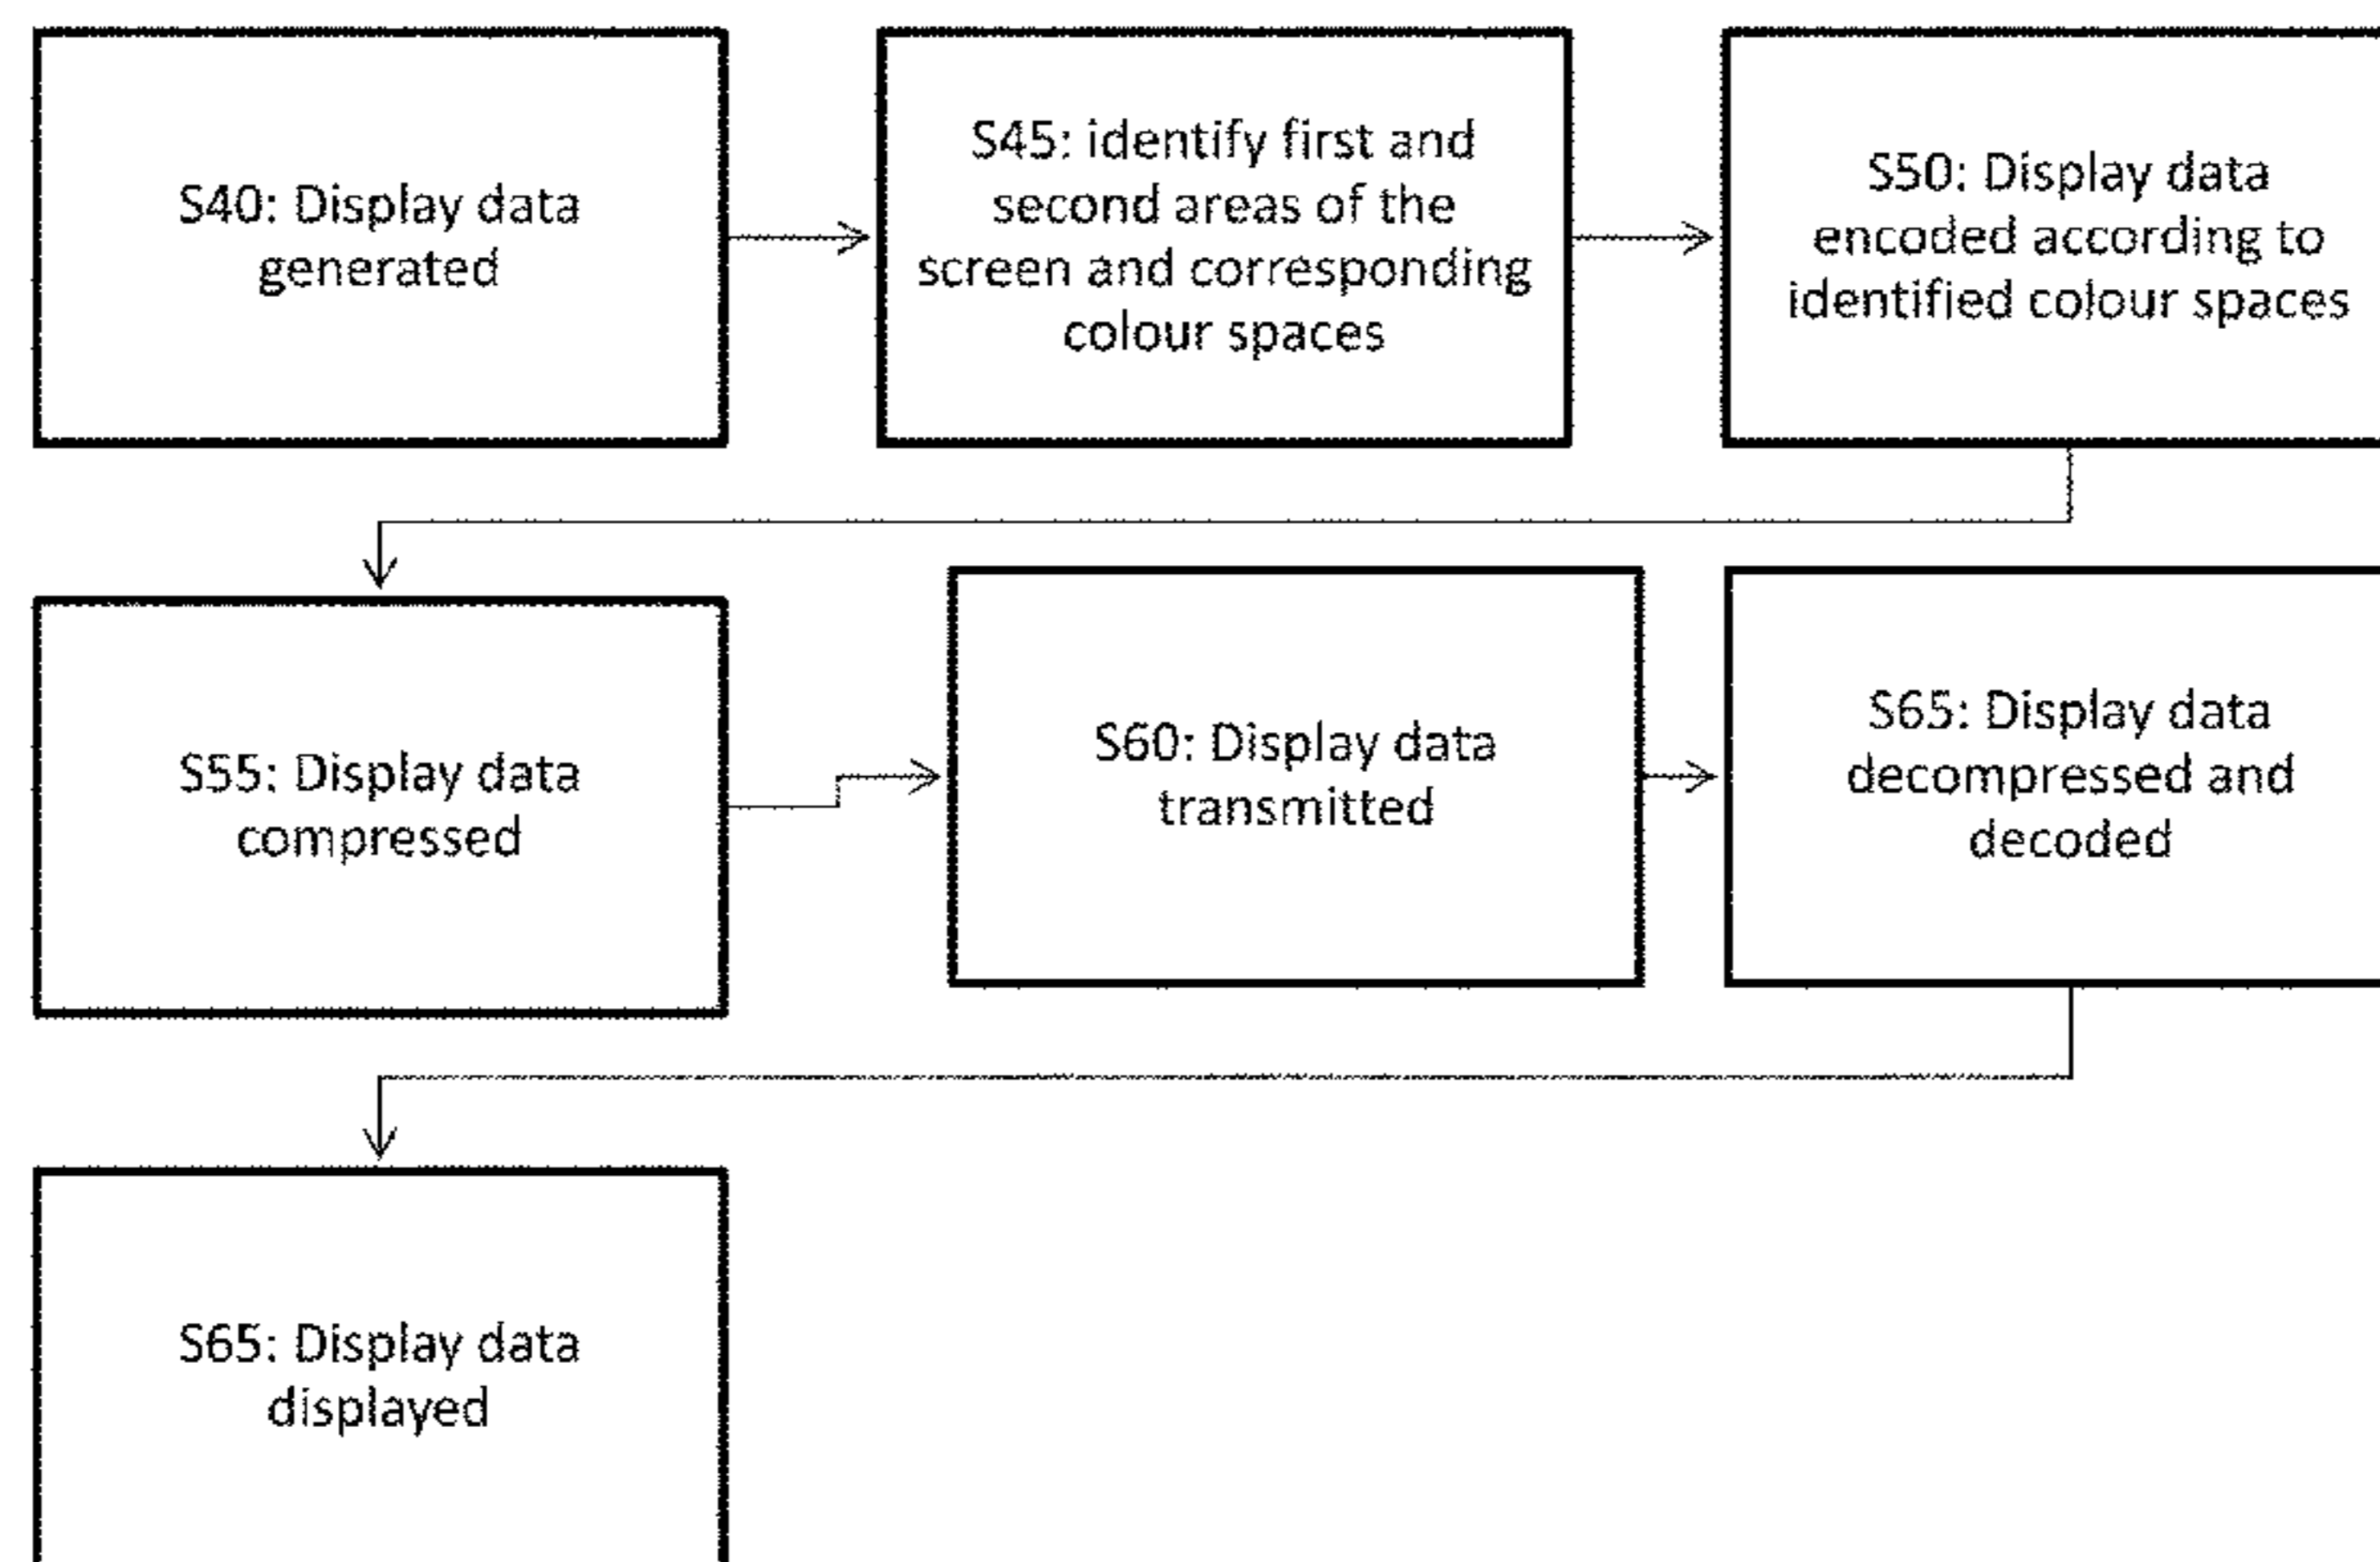 S40: Display data
generated
S45: identify first and
second areas of the
screen and corresponding
colour spaces
S50: Display data
encoded according to
identified colour spaces
S55: Display data
compressed
S60: Display data
transmitted
S65: Display data
decompressed and
decoded
S65: Display data
displayed